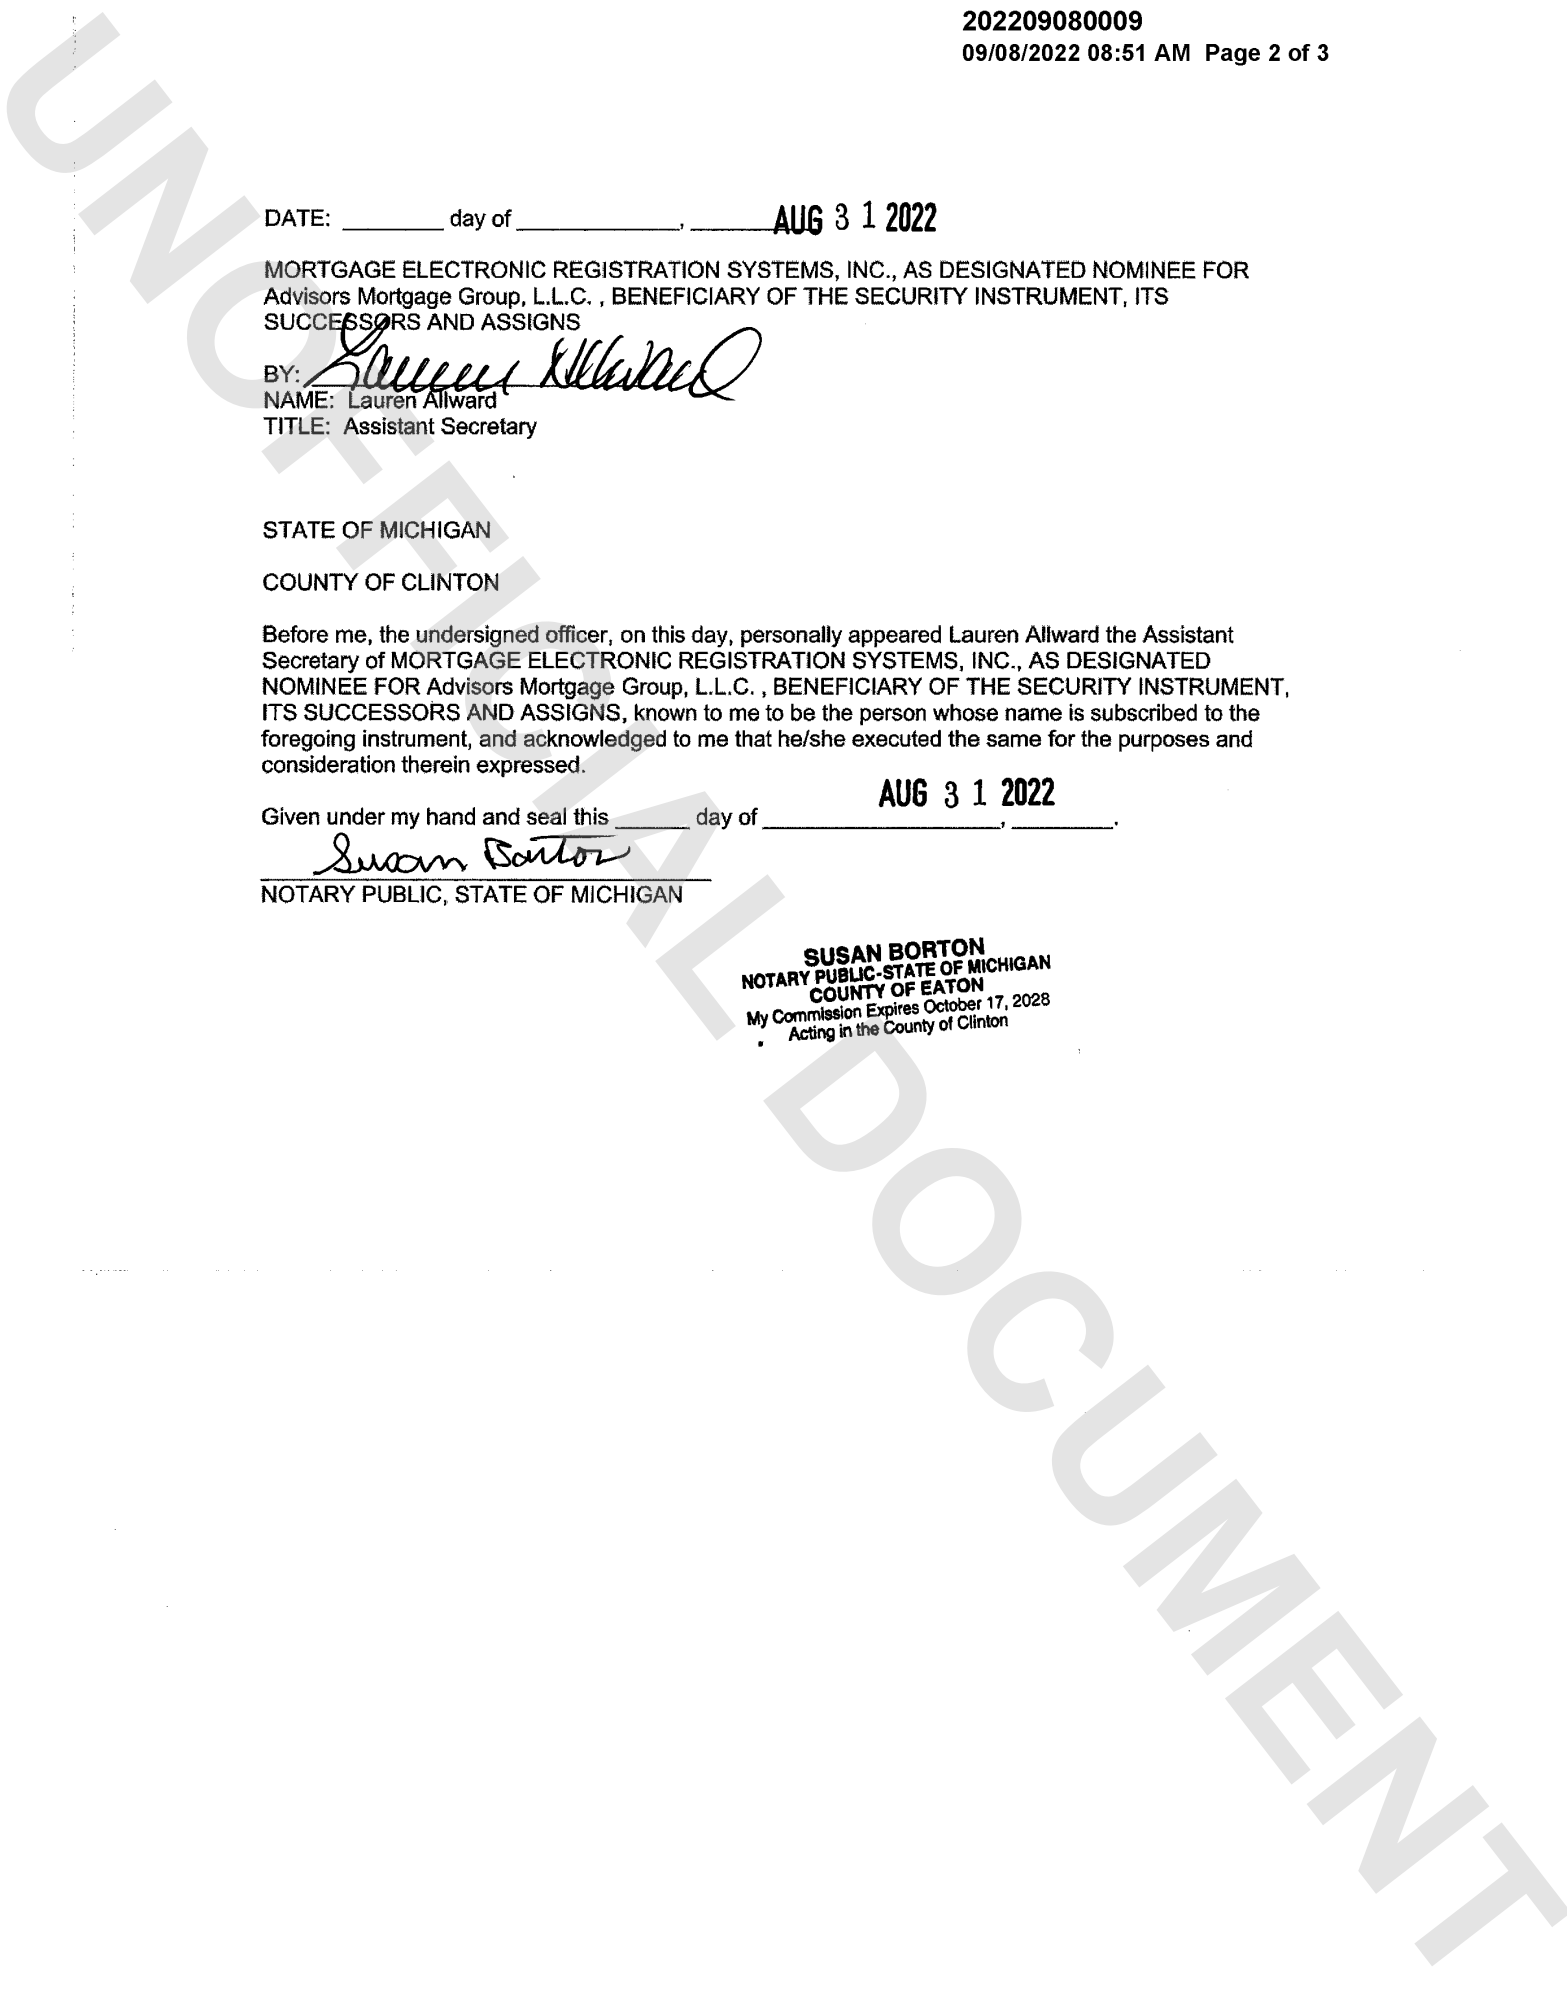 202209080009
09/08/2022 08:51 AM Page 2 of 3
DATE: ________ day of _____________, _______AUG 3 1 2022
MORTGAGE ELECTRONIC REGISTRATION SYSTEMS, INC., AS DESIGNATED NOMINEE FOR
Advisors Mortgage Group, L.L.C. , BENEFICIARY OF THE SECURITY INSTRUMENT, ITS
SUCCESSORS AND ASSIGNS
BY: Lauren Allward
NAME: Lauren Allward
TITLE: Assistant Secretary
STATE OF MICHIGAN
COUNTY OF CLINTON
Before me, the undersigned officer, on this day, personally appeared Lauren Allward the Assistant
Secretary of MORTGAGE ELECTRONIC REGISTRATION SYSTEMS, INC., AS DESIGNATED
NOMINEE FOR Advisors Mortgage Group, L.L.C. , BENEFICIARY OF THE SECURITY INSTRUMENT,
ITS SUCCESSORS AND ASSIGNS, known to me to be the person whose name is subscribed to the
foregoing instrument, and acknowledged to me that he/she executed the same for the purposes and
consideration therein expressed.
AUG 3 1 2022
Given under my hand and seal this ______ day of ___________________, ________.
Susan Borton
NOTARY PUBLIC, STATE OF MICHIGAN
SUSAN BORTON
NOTARY PUBLIC-STATE OF MICHIGAN
COUNTY OF EATON
My Commission Expires October 17, 2028
Acting in the County of Clinton
UNOFFICIAL DOCUMENT